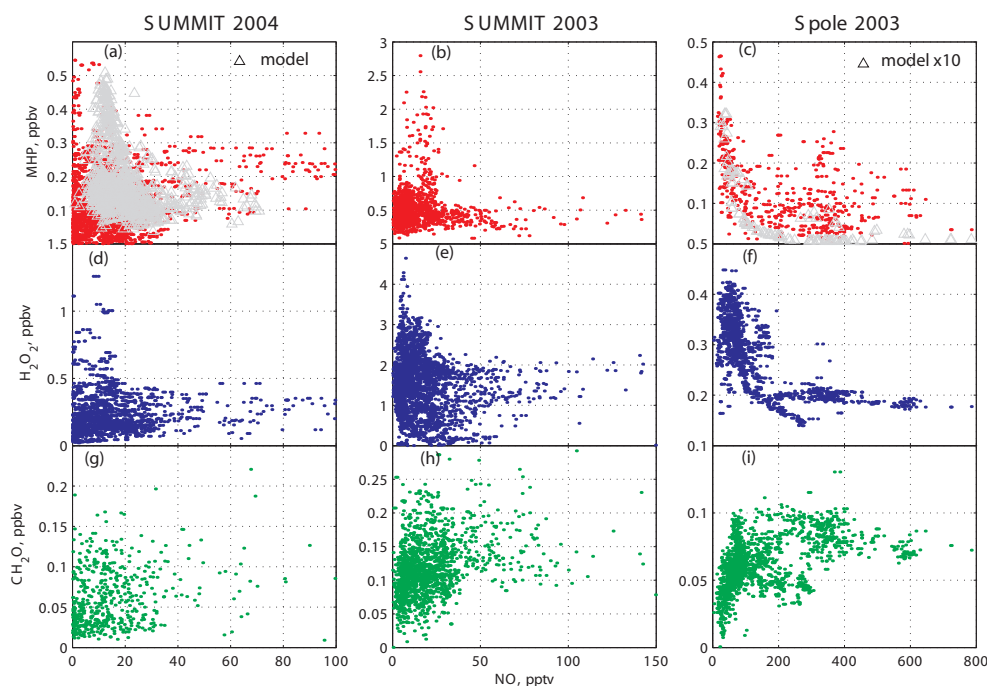 SUMMIT 2004
SUMMIT 2003
Spole 2003
(a)
△ model
(b)
(c)
△ model x10
MHP, ppbv
0.5
0.4
0.3
0.2
0.1
1.5
3
2.5
2
1.5
1
0.5
5
0.5
0.4
0.3
0.2
0.1
0.5
(d)
(e)
(f)
H2O2, ppbv
1
0.5
0
4
3
2
1
0
0.4
0.3
0.2
0.1
(g)
(h)
(i)
CH2O, ppbv
0.2
0.15
0.1
0.05
0
0.25
0.2
0.15
0.1
0.05
0
0.1
0.05
0
0 20 40 60 80 100
0 50 100 150
0 200 400 600 800
NO, pptv